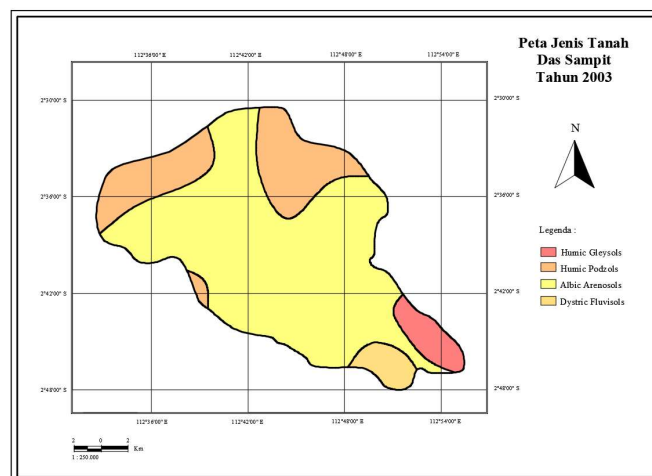 Peta Jenis Tanah
Das Sampit
Tahun 2003
112°36'00" E
112°42'00" E
112°48'00" E
112°54'00" E
2°30'00" S
2°30'00" S
N
2°36'00" S
2°36'00" S
Legenda :
Humic Gleysols
Humic Podzols
Albic Arenosols
Dystric Fluvisols
2°42'00" S
2°42'00" S
2°48'00" S
2°48'00" S
112°36'00" E
112°42'00" E
112°48'00" E
112°54'00" E
2 0 2
Km
1 : 250.000